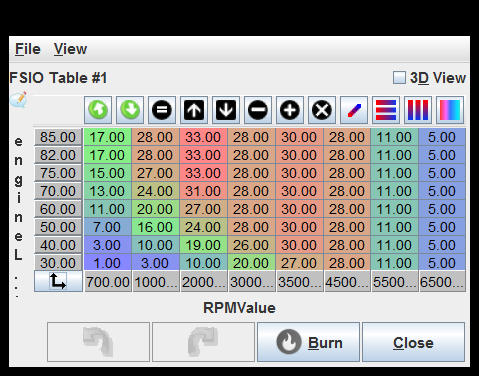 File View
FSIO Table #1 3D View
85.00 17.00 28.00 33.00 28.00 30.00 28.00 11.00 5.00
82.00 17.00 28.00 33.00 28.00 30.00 28.00 11.00 5.00
75.00 15.00 27.00 33.00 28.00 30.00 28.00 11.00 5.00
70.00 13.00 24.00 31.00 28.00 30.00 28.00 11.00 5.00
60.00 11.00 20.00 27.00 28.00 30.00 28.00 11.00 5.00
50.00 7.00 16.00 24.00 28.00 30.00 28.00 11.00 5.00
40.00 3.00 10.00 19.00 26.00 30.00 28.00 11.00 5.00
30.00 1.00 3.00 10.00 20.00 27.00 28.00 11.00 5.00
engineL...
700.00 1000... 2000... 3000... 3500... 4500... 5500... 6500...
RPMValue
Burn Close